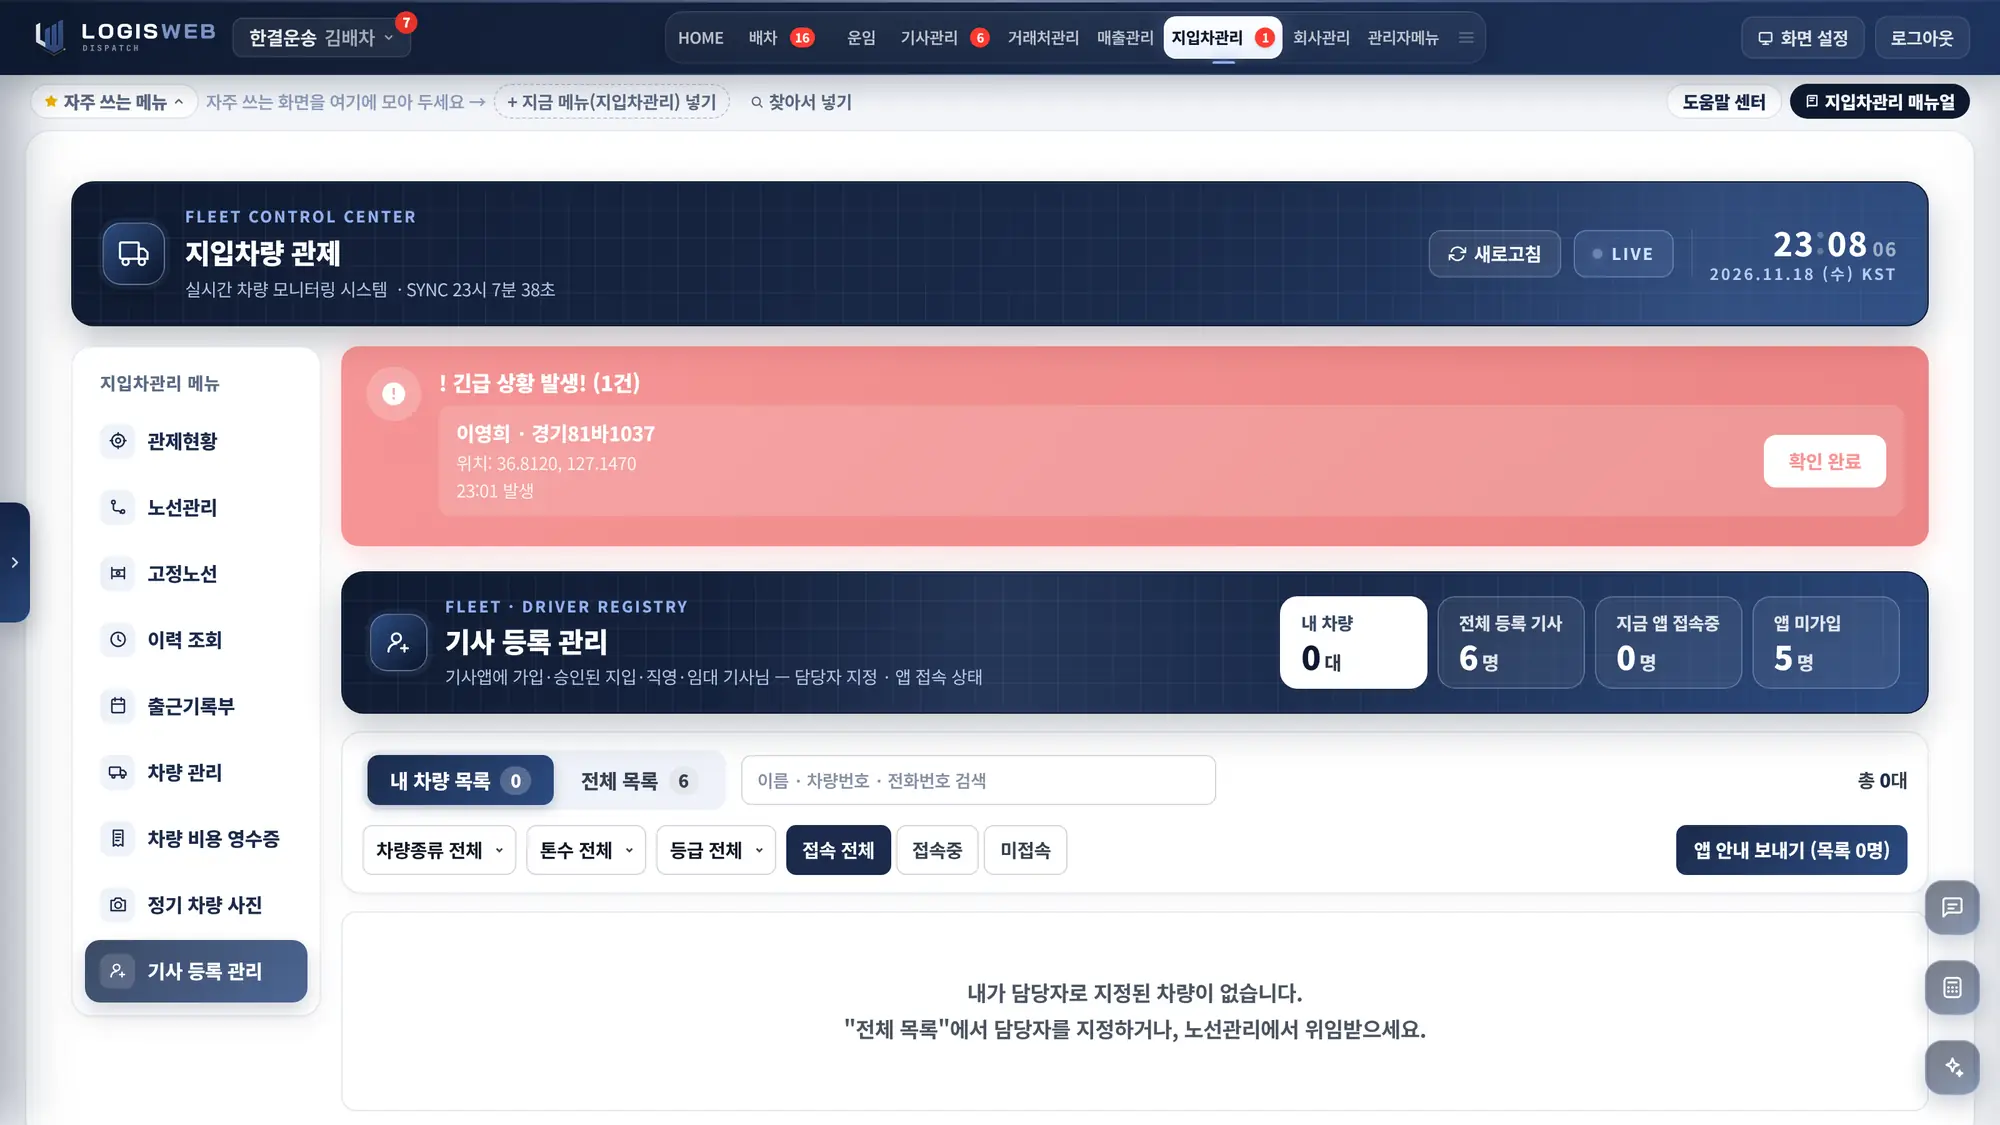 LOGISWEB
DISPATCH
한결운송 김배차
7
HOME
배차 16
운임
기사관리 6
거래처관리
매출관리
지입차관리 1
회사관리
관리자메뉴
화면 설정
로그아웃
자주 쓰는 메뉴
자주 쓰는 화면을 여기에 모아 두세요 →
+ 지금 메뉴(지입차관리) 넣기
찾아서 넣기
도움말 센터
지입차관리 매뉴얼
FLEET CONTROL CENTER
지입차량 관제
실시간 차량 모니터링 시스템 · SYNC 23시 7분 38초
새로고침
LIVE
23:08 06
2026.11.18 (수) KST
지입차관리 메뉴
관제현황
노선관리
고정노선
이력 조회
출근기록부
차량 관리
차량 비용 영수증
정기 차량 사진
기사 등록 관리
! 긴급 상황 발생! (1건)
이영희 · 경기81바1037
위치: 36.8120, 127.1470
23:01 발생
확인 완료
FLEET · DRIVER REGISTRY
기사 등록 관리
기사앱에 가입·승인된 지입·직영·임대 기사님 — 담당자 지정 · 앱 접속 상태
내 차량
0 대
전체 등록 기사
6 명
지금 앱 접속중
0 명
앱 미가입
5 명
내 차량 목록 0
전체 목록 6
이름 · 차량번호 · 전화번호 검색
총 0대
차량종류 전체
톤수 전체
등급 전체
접속 전체
접속중
미접속
앱 안내 보내기 (목록 0명)
내가 담당자로 지정된 차량이 없습니다.
"전체 목록"에서 담당자를 지정하거나, 노선관리에서 위임받으세요.